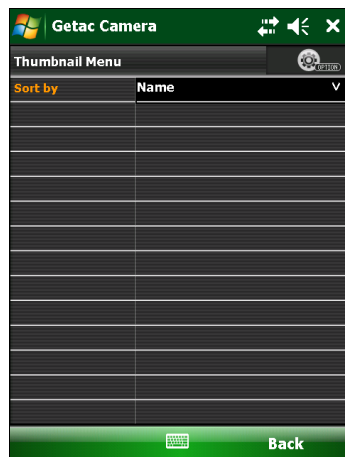 Getac Camera
Thumbnail Menu
OPTION
Sort by Name
Back